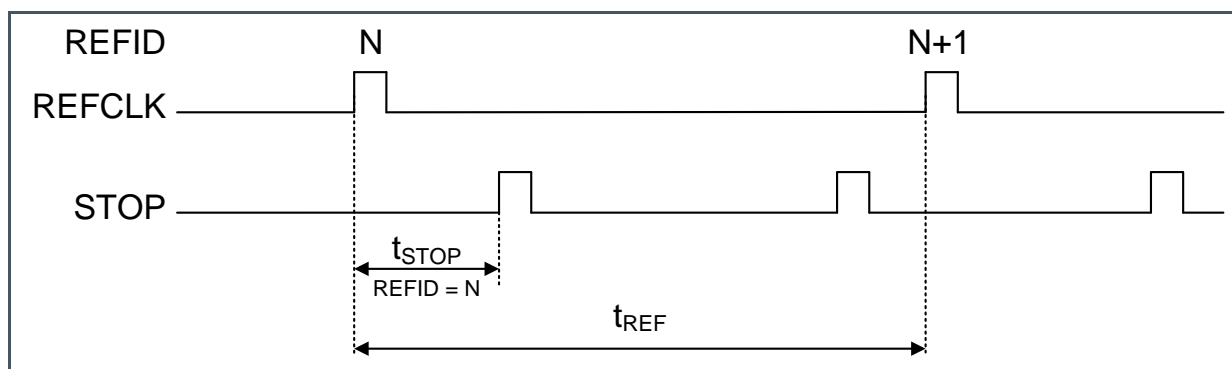 REFID N N+1
REFCLK
STOP
tSTOP
REFID = N
tREF